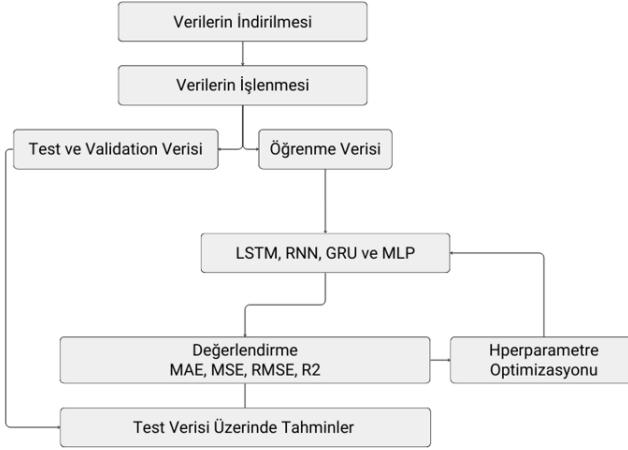 Verilerin İndirilmesi
Verilerin İşlenmesi
Test ve Validation Verisi
Öğrenme Verisi
LSTM, RNN, GRU ve MLP
Değerlendirme
MAE, MSE, RMSE, R2
Hperparametre
Optimizasyonu
Test Verisi Üzerinde Tahminler